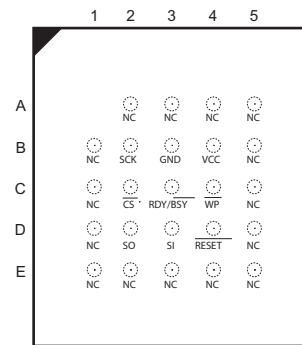 1 2 3 4 5
A
NC NC NC NC
B
NC SCK GND VCC NC
C
NC CS RDY/BSY WP NC
D
NC SO SI RESET NC
E
NC NC NC NC NC